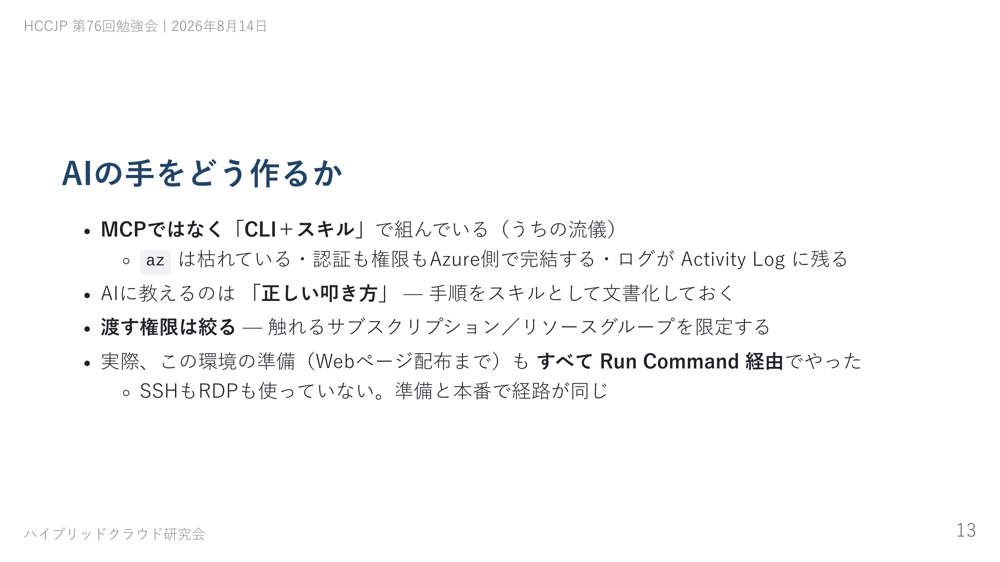 HCCJP 第76回勉強会 | 2026年8月14日
AIの手をどう作るか
• MCPではなく「CLI＋スキル」で組んでいる（うちの流儀）
◦ az は枯れている・認証も権限もAzure側で完結する・ログが Activity Log に残る
• AIに教えるのは 「正しい叩き方」 — 手順をスキルとして文書化しておく
• 渡す権限は絞る — 触れるサブスクリプション／リソースグループを限定する
• 実際、この環境の準備（Webページ配布まで）も すべて Run Command 経由でやった
◦ SSHもRDPも使っていない。準備と本番で経路が同じ
ハイブリッドクラウド研究会
13